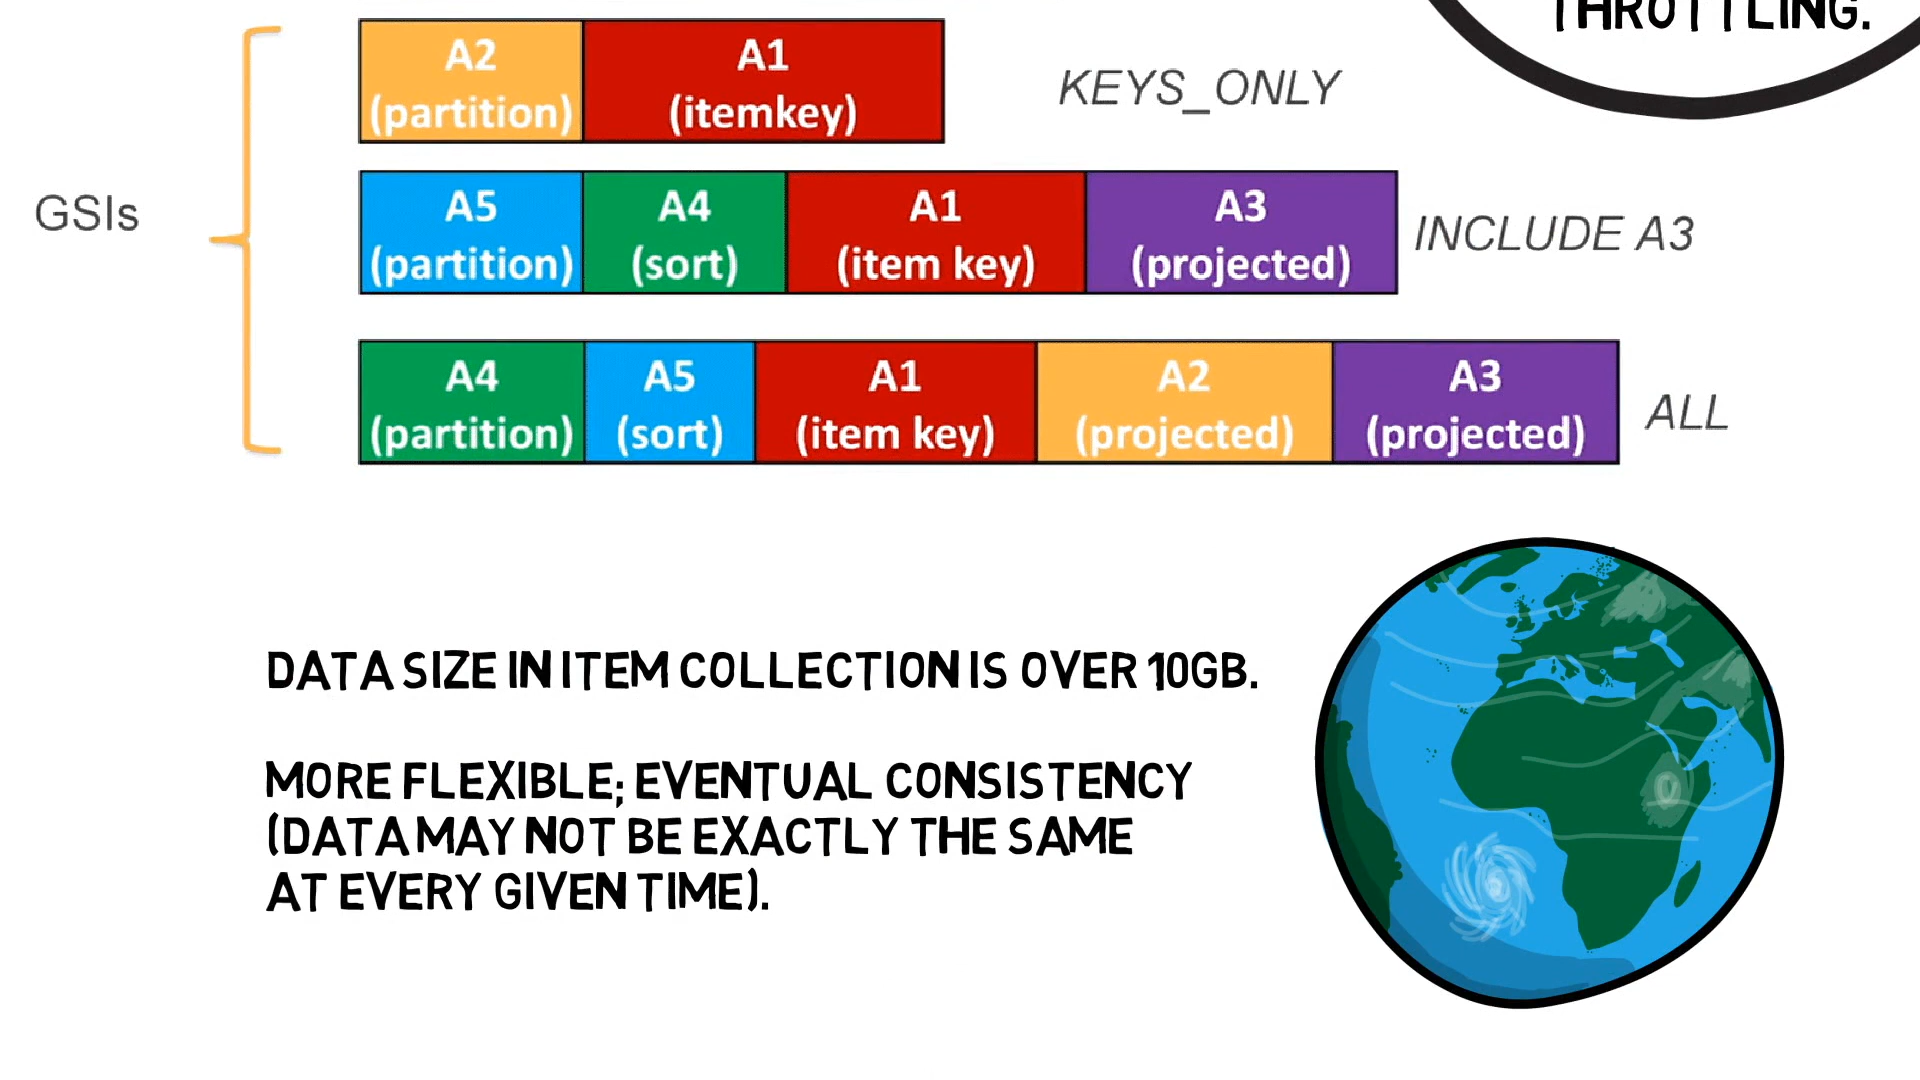 THROTTLING.
A2
(partition)
A1
(itemkey)
KEYS_ONLY
GSIs
A5
(partition)
A4
(sort)
A1
(item key)
A3
(projected)
INCLUDE A3
A4
(partition)
A5
(sort)
A1
(item key)
A2
(projected)
A3
(projected)
ALL
DATA SIZE IN ITEM COLLECTION IS OVER 10GB.
MORE FLEXIBLE; EVENTUAL CONSISTENCY
(DATA MAY NOT BE EXACTLY THE SAME
AT EVERY GIVEN TIME).